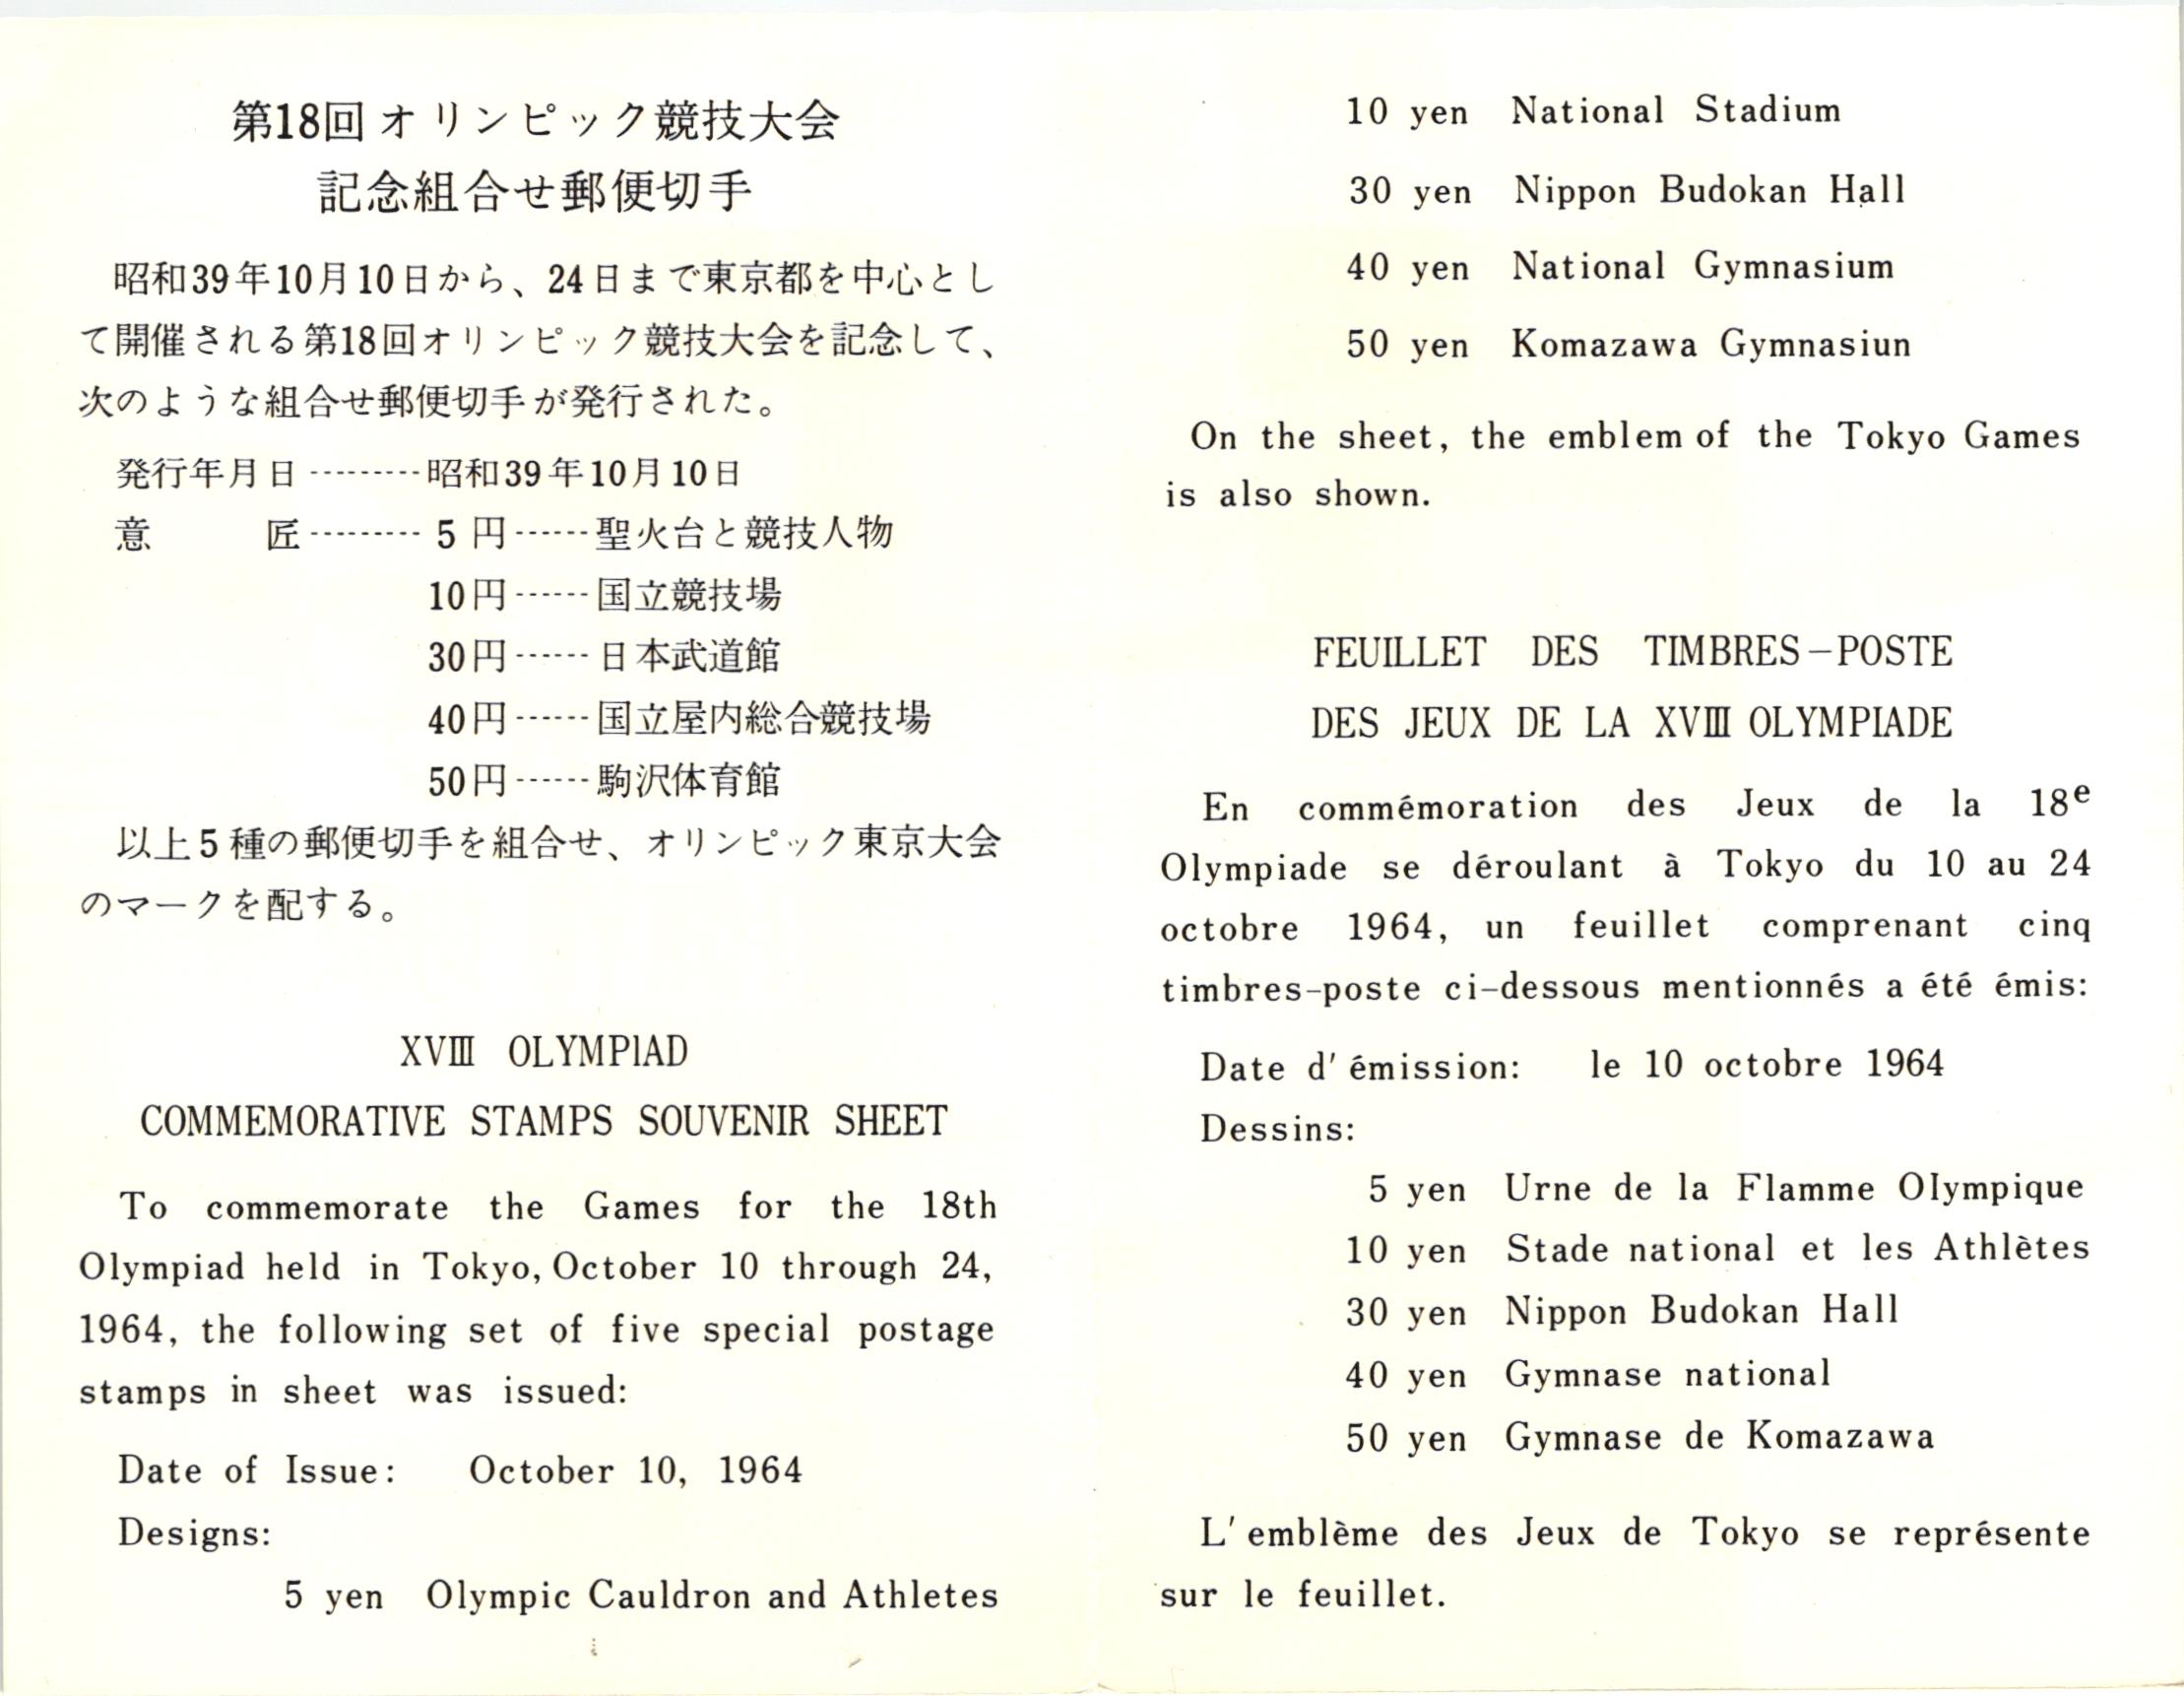 第18回オリンピック競技大会
記念組合せ郵便切手
昭和39年10月10日から、24日まで東京都を中心とし
て開催される第18回オリンピック競技大会を記念して、
次のような組合せ郵便切手が発行された。
発行年月日---------昭和39年10月10日
意　　　匠--------- 5 円------聖火台と競技人物
10円------国立競技場
30円------日本武道館
40円------国立屋内総合競技場
50円------駒沢体育館
以上5種の郵便切手を組合せ、オリンピック東京大会
のマークを配する。
XVⅢ OLYMPlAD
COMMEMORATIVE STAMPS SOUVENIR SHEET
To commemorate the Games for the 18th
Olympiad held in Tokyo, October 10 through 24,
1964, the following set of five special postage
stamps in sheet was issued:
Date of Issue: October 10, 1964
Designs:
5 yen Olympic Cauldron and Athletes
10 yen National Stadium
30 yen Nippon Budokan Hall
40 yen National Gymnasium
50 yen Komazawa Gymnasiun
On the sheet, the emblem of the Tokyo Games
is also shown.
FEUILLET DES TIMBRES–POSTE
DES JEUX DE LA XVⅢ OLYMPIADE
En commémoration des Jeux de la 18e
Olympiade se déroulant à Tokyo du 10 au 24
octobre 1964, un feuillet comprenant cinq
timbres–poste ci–dessous mentionnés a été émis:
Date d'émission: le 10 octobre 1964
Dessins:
5 yen Urne de la Flamme OIympique
10 yen Stade national et les Athlètes
30 yen Nippon Budokan Hall
40 yen Gymnase national
50 yen Gymnase de Komazawa
L'emblème des Jeux de Tokyo se représente
sur le feuillet.